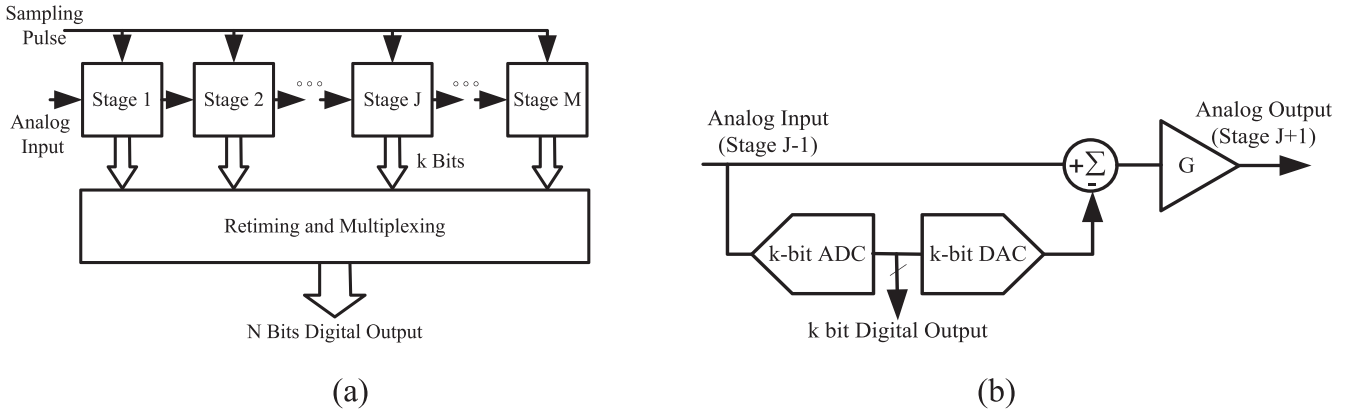 Sampling
Pulse
Stage 1
Stage 2
Stage J
Stage M
Analog
Input
k Bits
Retiming and Multiplexing
N Bits Digital Output
(a)
Analog Input
(Stage J-1)
Analog Output
(Stage J+1)
+Σ
-
G
k-bit ADC
k-bit DAC
k bit Digital Output
(b)